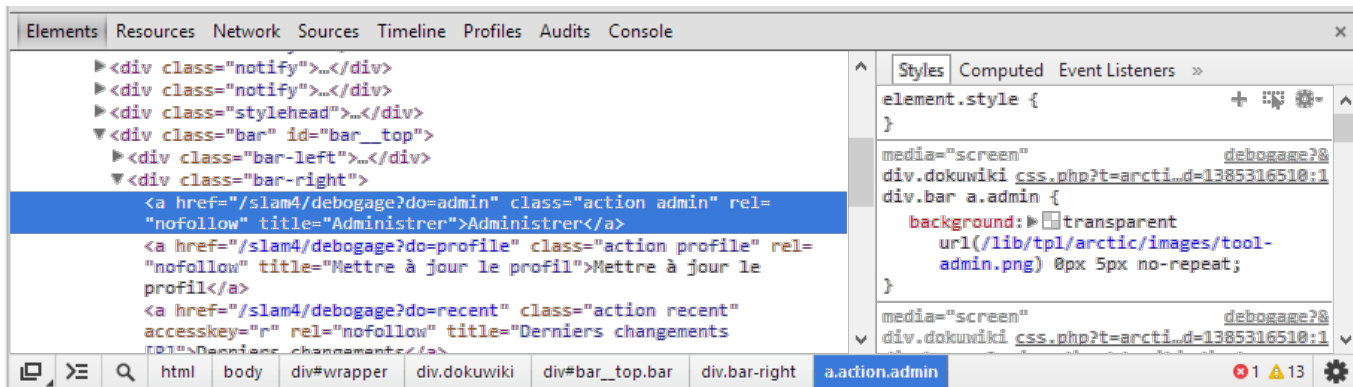 Elements Resources Network Sources Timeline Profiles Audits Console ×
<div class="notify">…</div>
<div class="notify">…</div>
<div class="stylehead">…</div>
<div class="bar" id="bar__top">
<div class="bar-left">…</div>
<div class="bar-right">
<a href="/slam4/debogage?do=admin" class="action admin" rel=
"nofollow" title="Administrer">Administrer</a>
<a href="/slam4/debogage?do=profile" class="action profile" rel=
"nofollow" title="Mettre à jour le profil">Mettre à jour le
profil</a>
<a href="/slam4/debogage?do=recent" class="action recent"
accesskey="r" rel="nofollow" title="Derniers changements
[R]">Derniers changements</a>
Styles Computed Event Listeners »
element.style {
}
media="screen" debogage?&
div.dokuwiki css.php?t=arcti…d=1385316510:1
div.bar a.admin {
background: transparent
url(/lib/tpl/arctic/images/tool-
admin.png) 0px 5px no-repeat;
}
media="screen" debogage?&
div.dokuwiki css.php?t=arcti…d=1385316510:1
html body div#wrapper div.dokuwiki div#bar__top.bar div.bar-right a.action.admin 1 13